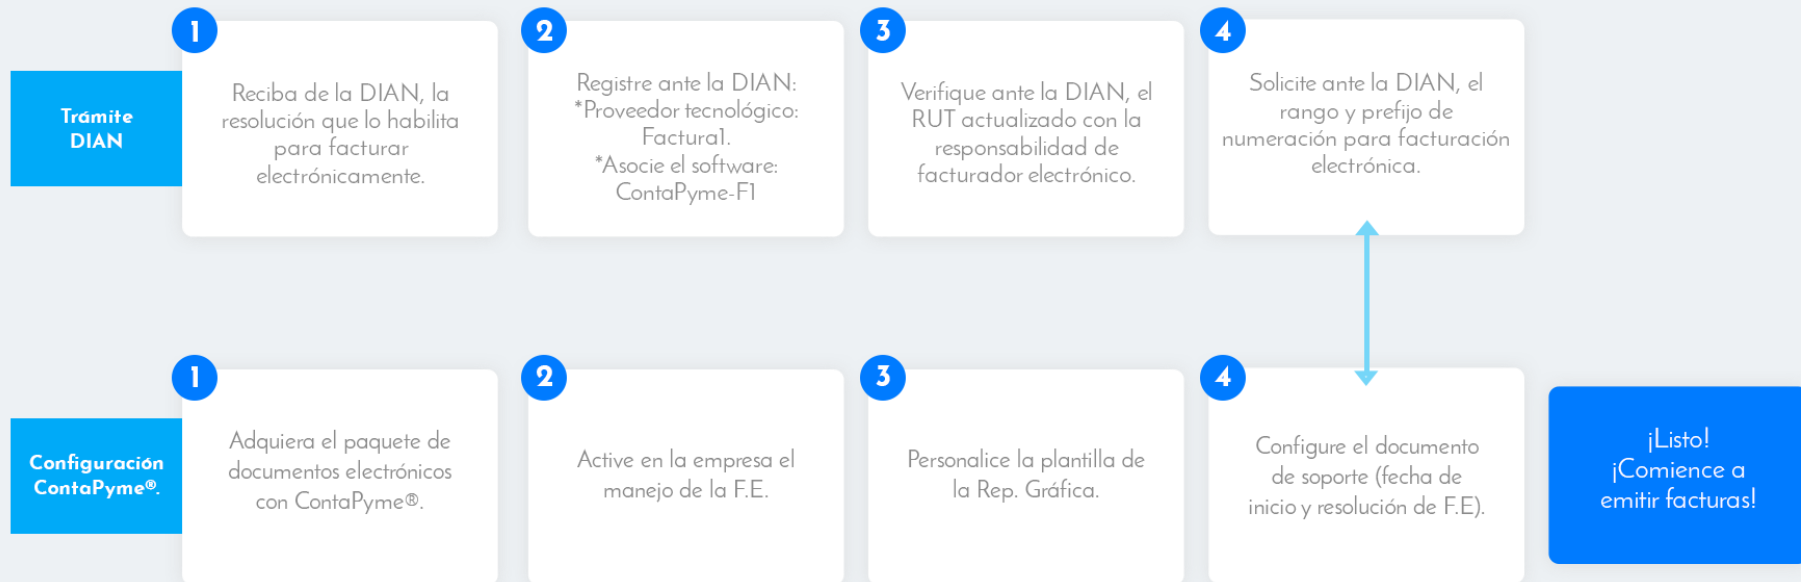 Trámite
DIAN
1
Reciba de la DIAN, la
resolución que lo habilita
para facturar
electrónicamente.
2
Registre ante la DIAN:
*Proveedor tecnológico:
Factura1.
*Asocie el software:
ContaPyme-F1
3
Verifique ante la DIAN, el
RUT actualizado con la
responsabilidad de
facturador electrónico.
4
Solicite ante la DIAN, el
rango y prefijo de
numeración para facturación
electrónica.
Configuración
ContaPyme®.
1
Adquiera el paquete de
documentos electrónicos
con ContaPyme®.
2
Active en la empresa el
manejo de la F.E.
3
Personalice la plantilla de
la Rep. Gráfica.
4
Configure el documento
de soporte (fecha de
inicio y resolución de F.E).
¡Listo!
¡Comience a
emitir facturas!